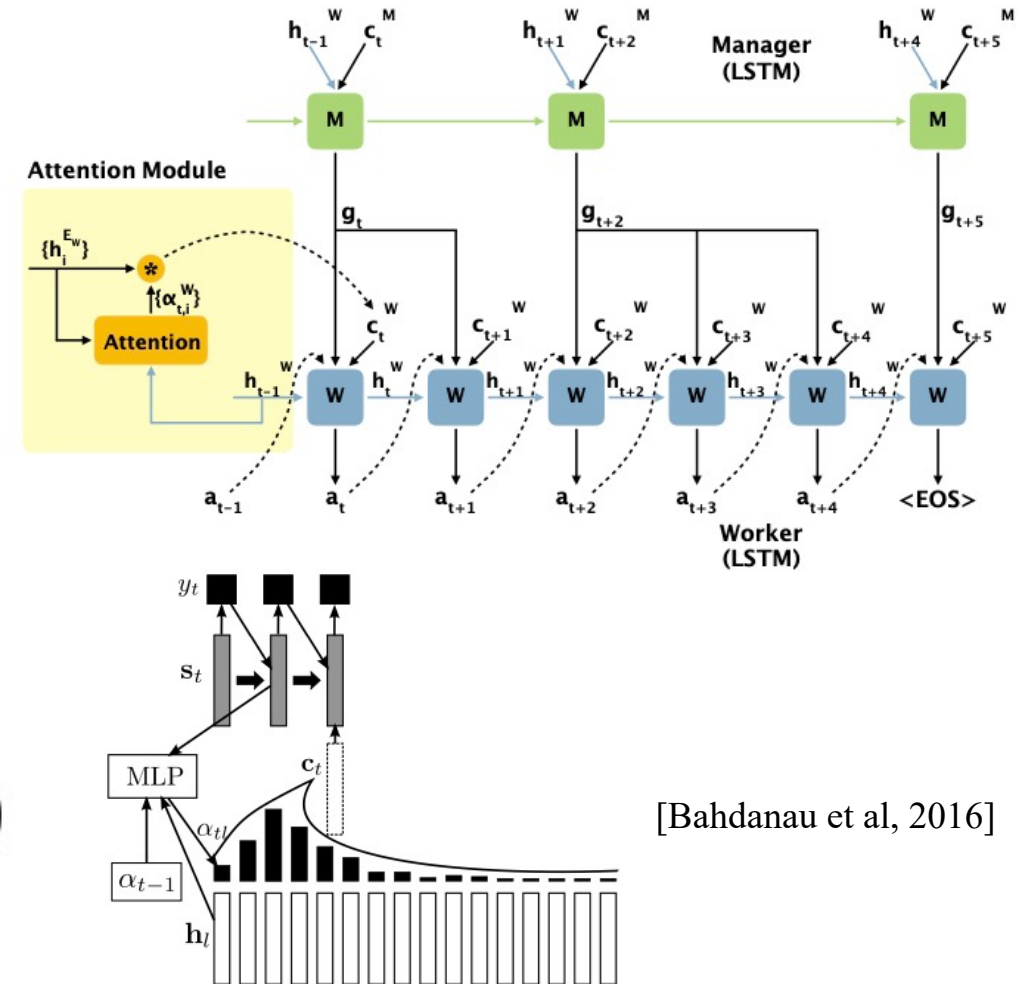 h_{t-1}^W c_t^M h_{t+1}^W c_{t+2}^M h_{t+4}^W c_{t+5}^M
Manager
(LSTM)
M M M
Attention Module
g_t g_{t+2} g_{t+5}
{h_i^{E_w}}
*
{α_{t,i}^W}
Attention
c_t^W c_{t+1}^W c_{t+2}^W c_{t+3}^W c_{t+4}^W c_{t+5}^W
h_{t-1}^W h_t^W h_{t+1}^W h_{t+2}^W h_{t+3}^W h_{t+4}^W
W W W W W W
a_{t-1} a_t a_{t+1} a_{t+2} a_{t+3} a_{t+4} <EOS>
Worker
(LSTM)
y_t
s_t
MLP
c_t
α_{tl}
α_{t−1}
h_l
[Bahdanau et al, 2016]